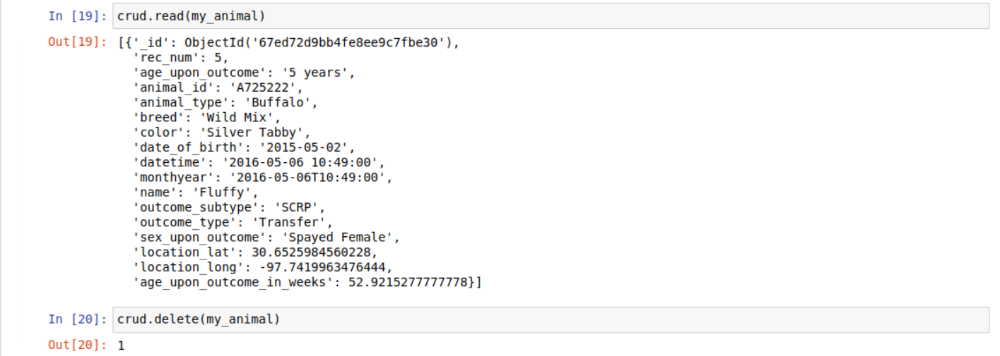 In [19]: crud.read(my_animal)
Out[19]: [{'_id': ObjectId('67ed72d9bb4fe8ee9c7fbe30'),
'rec_num': 5,
'age_upon_outcome': '5 years',
'animal_id': 'A725222',
'animal_type': 'Buffalo',
'breed': 'Wild Mix',
'color': 'Silver Tabby',
'date_of_birth': '2015-05-02',
'datetime': '2016-05-06 10:49:00',
'monthyear': '2016-05-06T10:49:00',
'name': 'Fluffy',
'outcome_subtype': 'SCRP',
'outcome_type': 'Transfer',
'sex_upon_outcome': 'Spayed Female',
'location_lat': 30.6525984560228,
'location_long': -97.7419963476444,
'age_upon_outcome_in_weeks': 52.9215277777778}]
In [20]: crud.delete(my_animal)
Out[20]: 1